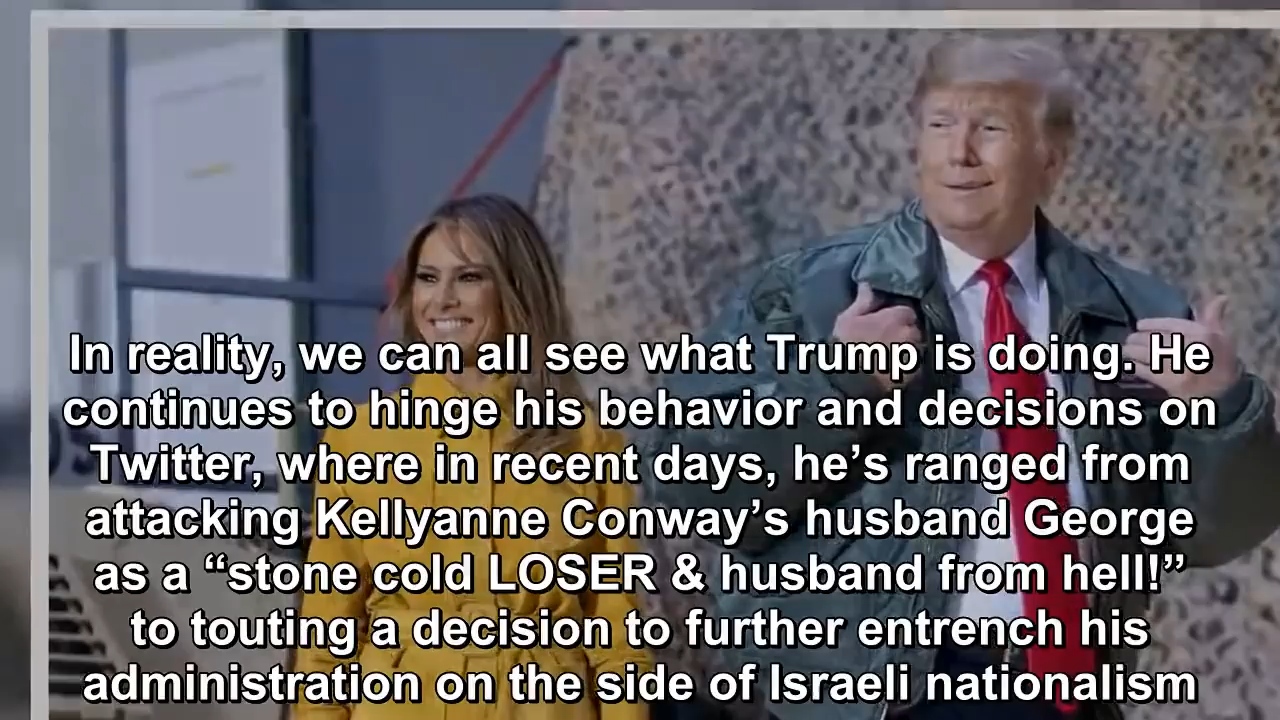 In reality, we can all see what Trump is doing. He
continues to hinge his behavior and decisions on
Twitter, where in recent days, he’s ranged from
attacking Kellyanne Conway’s husband George
as a “stone cold LOSER & husband from hell!”
to touting a decision to further entrench his
administration on the side of Israeli nationalism